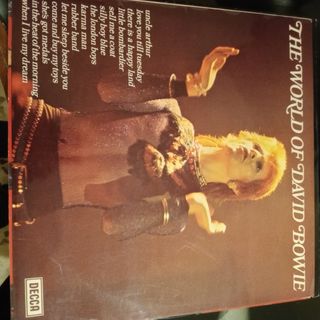 THE WORLD OF DAVID BOWIE
uncle arthur
love you till tuesday
there is a happy land
little bombardier
sell me a coat
silly boy blue
the london boys
karma man
rubber band
let me sleep beside you
come and buy my toys
she's got medals
in the heat of the morning
when i live my dream
DECCA